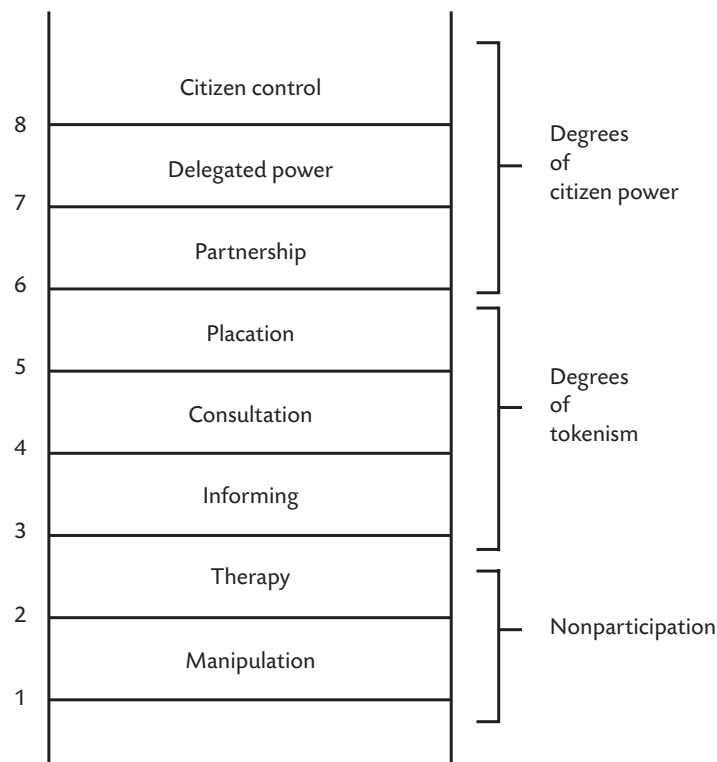 Citizen control
8
Delegated power
7
Partnership
6
Placation
5
Consultation
4
Informing
3
Therapy
2
Manipulation
1
Degrees
of
citizen power
Degrees
of
tokenism
Nonparticipation